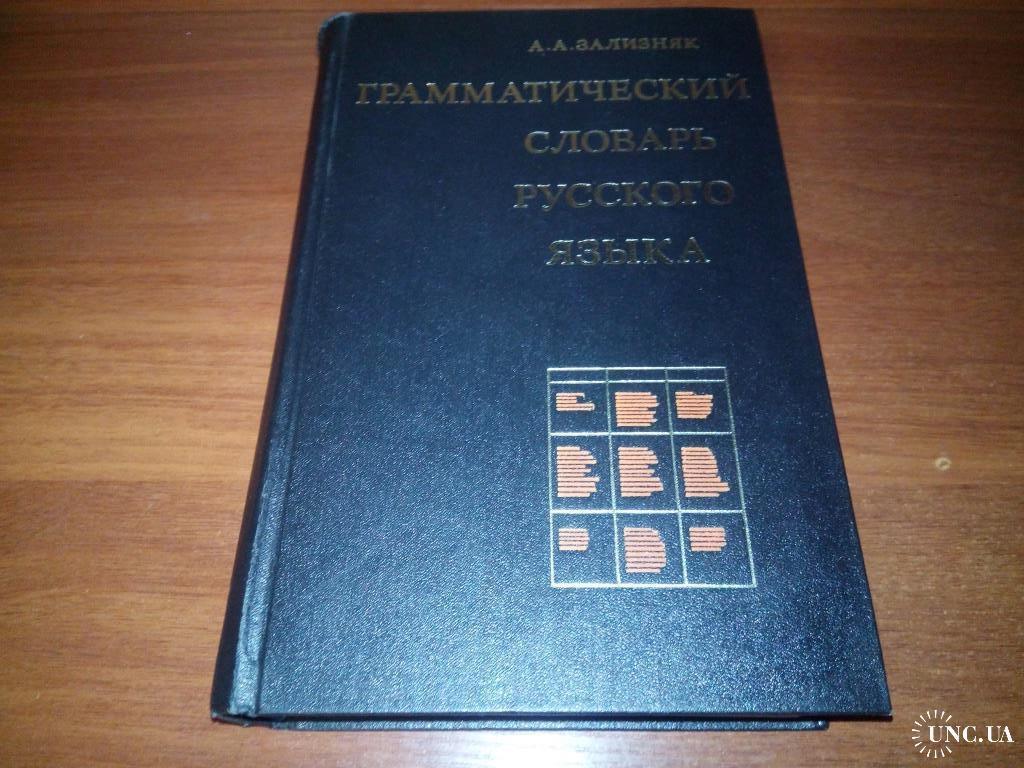 А.А.ЗАЛИЗНЯК
ГРАММАТИЧЕСКИЙ
СЛОВАРЬ
РУССКОГО
ЯЗЫКА
UNC.UA